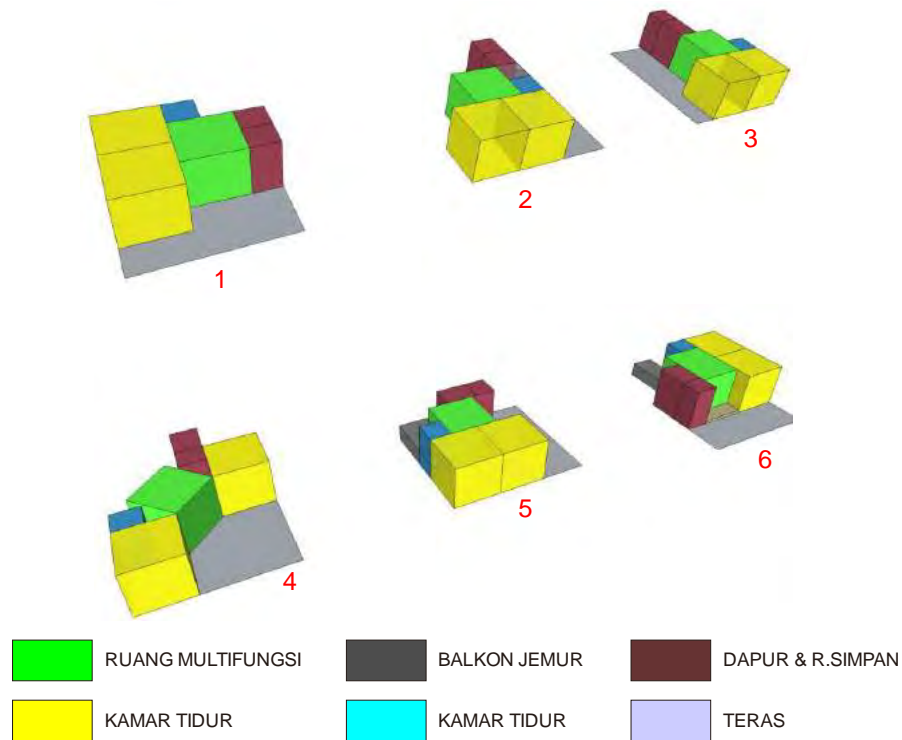 1
2
3
4
5
6
RUANG MULTIFUNGSI
BALKON JEMUR
DAPUR & R.SIMPAN
KAMAR TIDUR
KAMAR TIDUR
TERAS